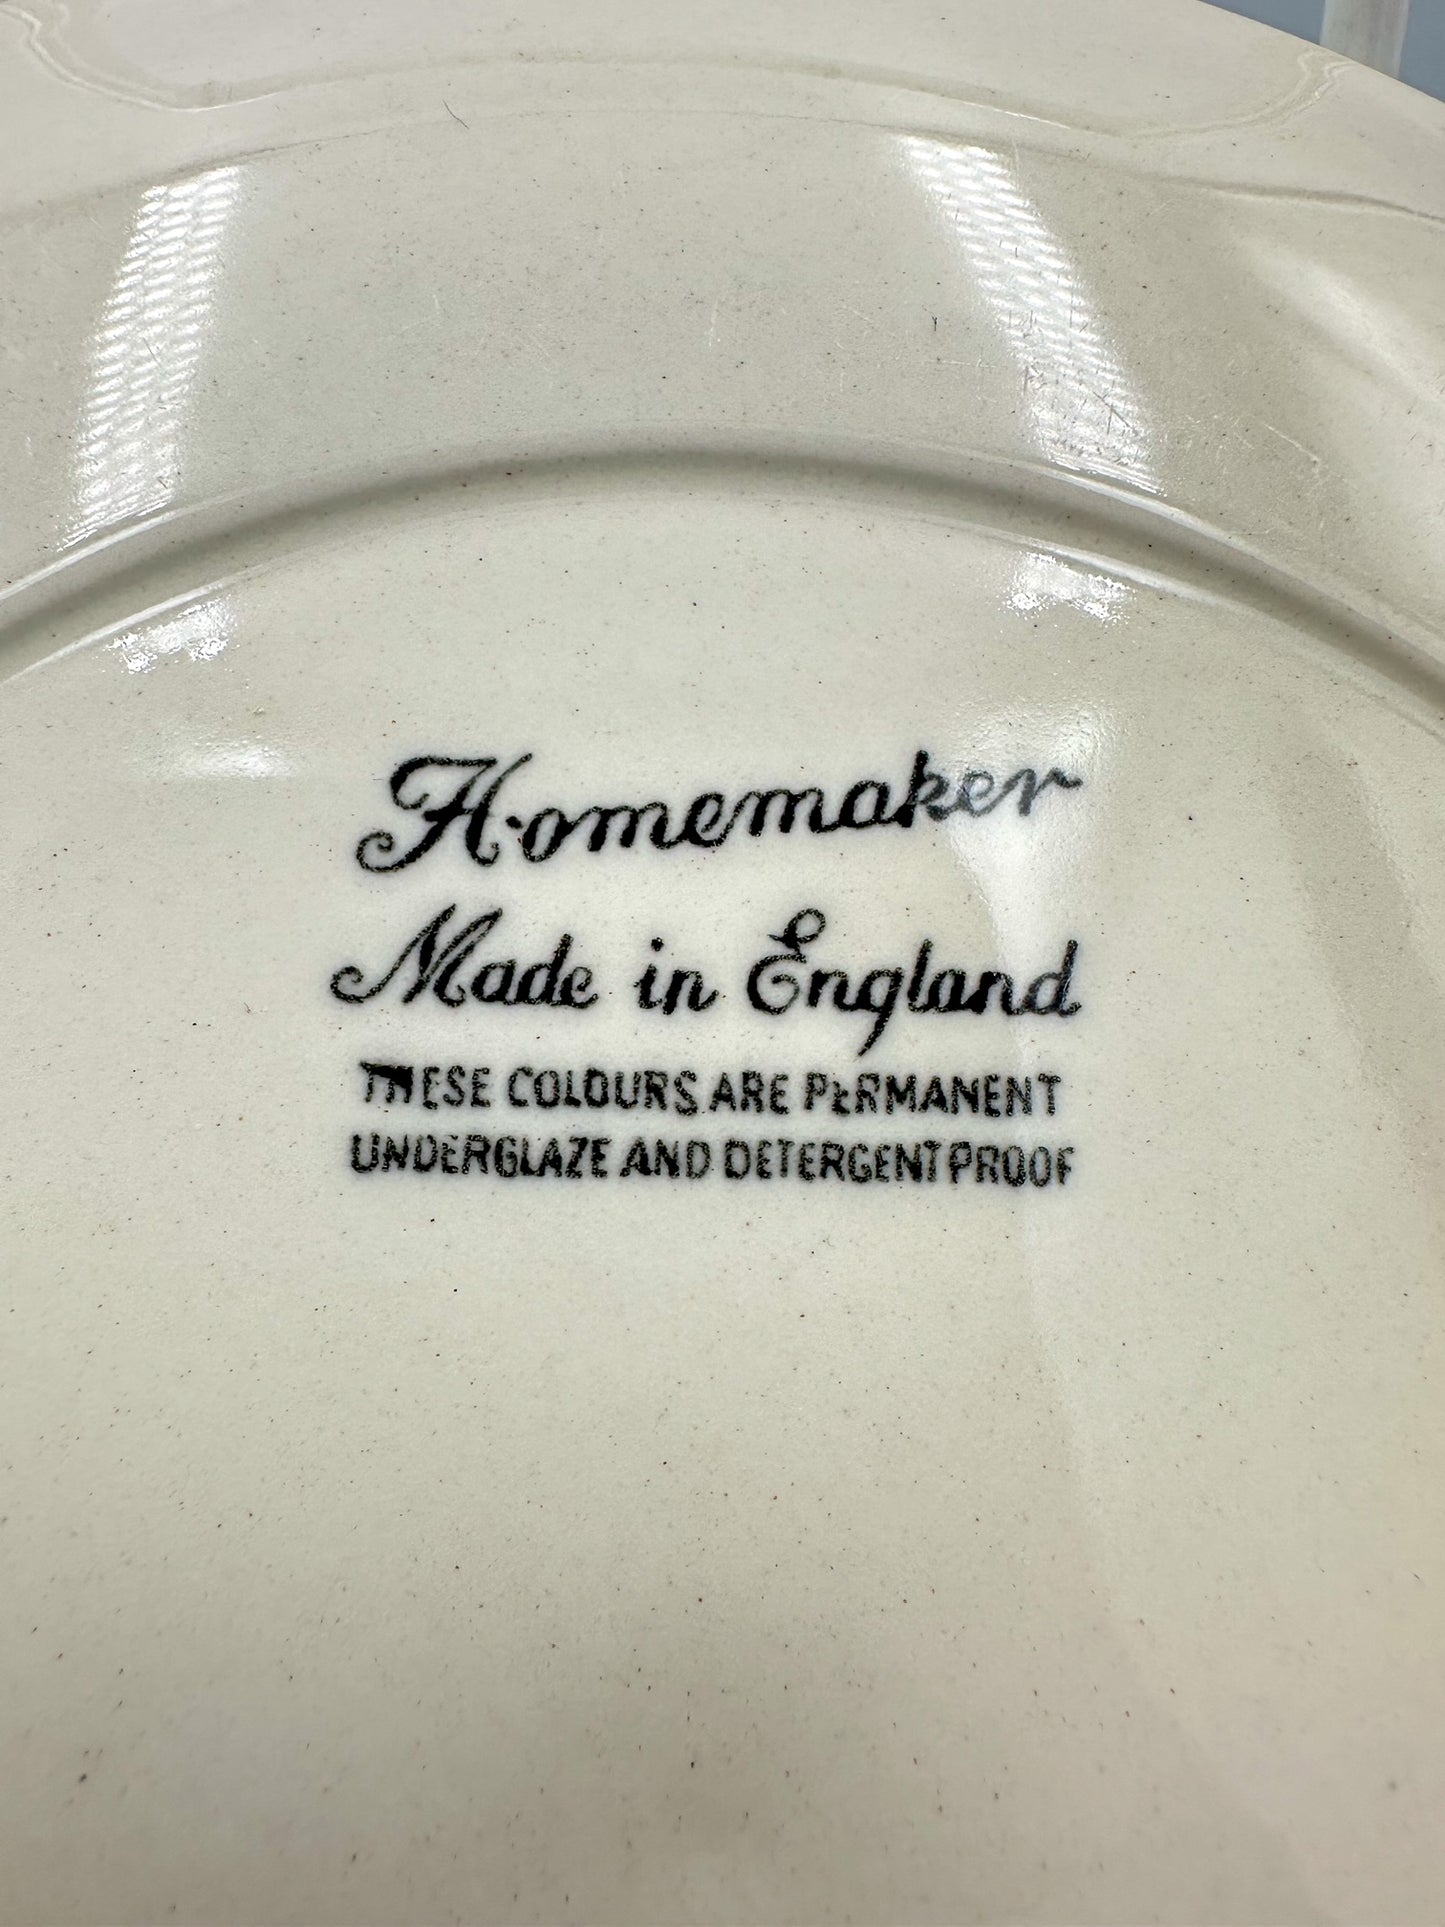 Homemaker
Made in England
THESE COLOURS ARE PERMANENT
UNDERGLAZE AND DETERGENT PROOF